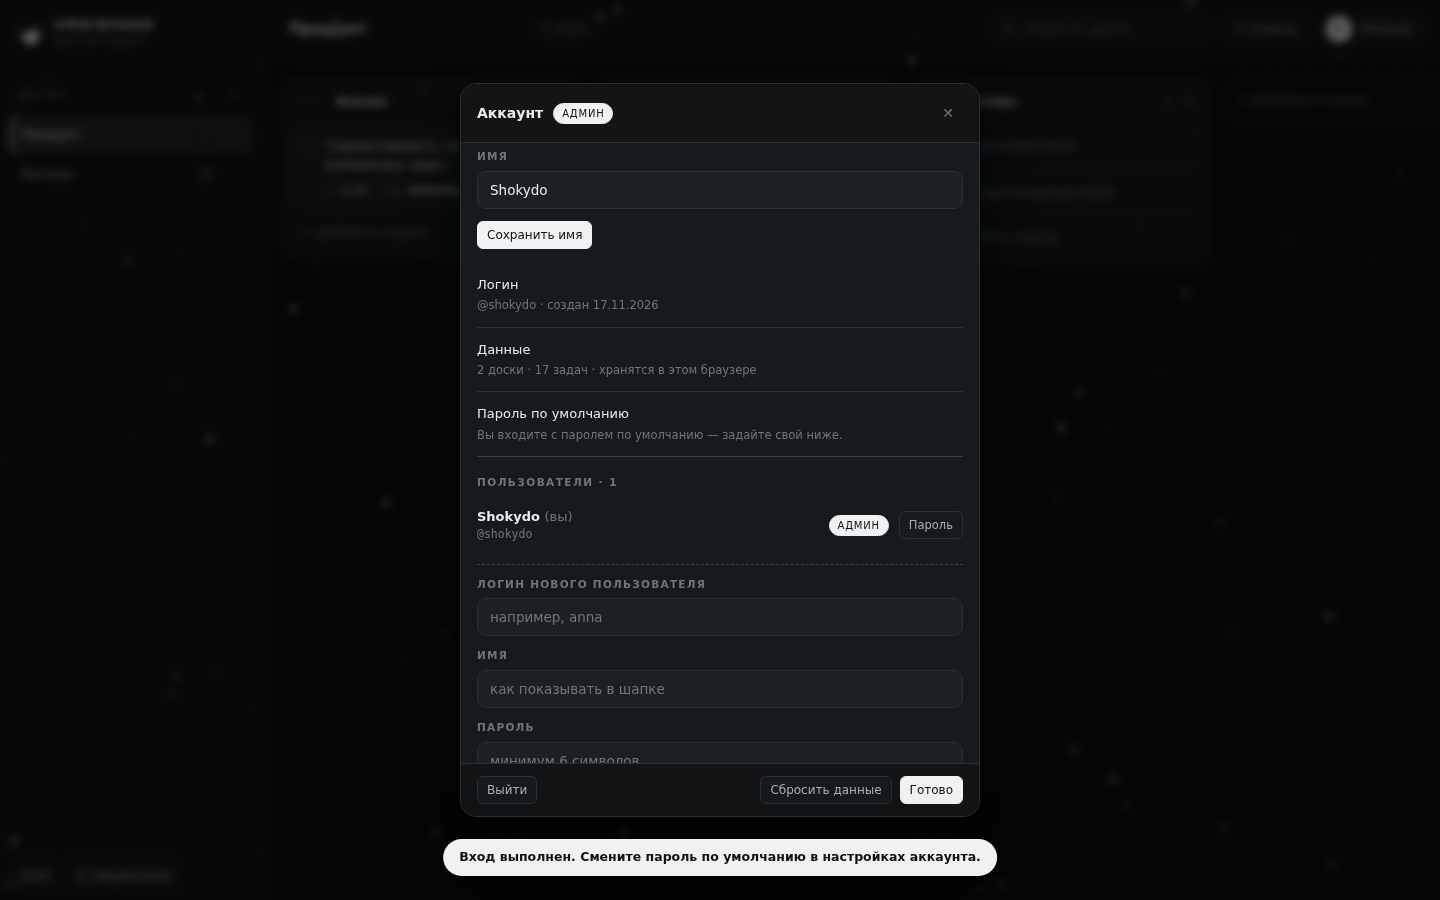 Продукт
Аккаунт
АДМИН
×
ИМЯ
Shokydo
Сохранить имя
Логин
@shokydo · создан 17.11.2026
Данные
2 доски · 17 задач · хранятся в этом браузере
Пароль по умолчанию
Вы входите с паролем по умолчанию — задайте свой ниже.
ПОЛЬЗОВАТЕЛИ · 1
Shokydo (вы)
@shokydo
АДМИН
Пароль
ЛОГИН НОВОГО ПОЛЬЗОВАТЕЛЯ
например, anna
ИМЯ
как показывать в шапке
ПАРОЛЬ
минимум 6 символов
Выйти
Сбросить данные
Готово
Вход выполнен. Смените пароль по умолчанию в настройках аккаунта.